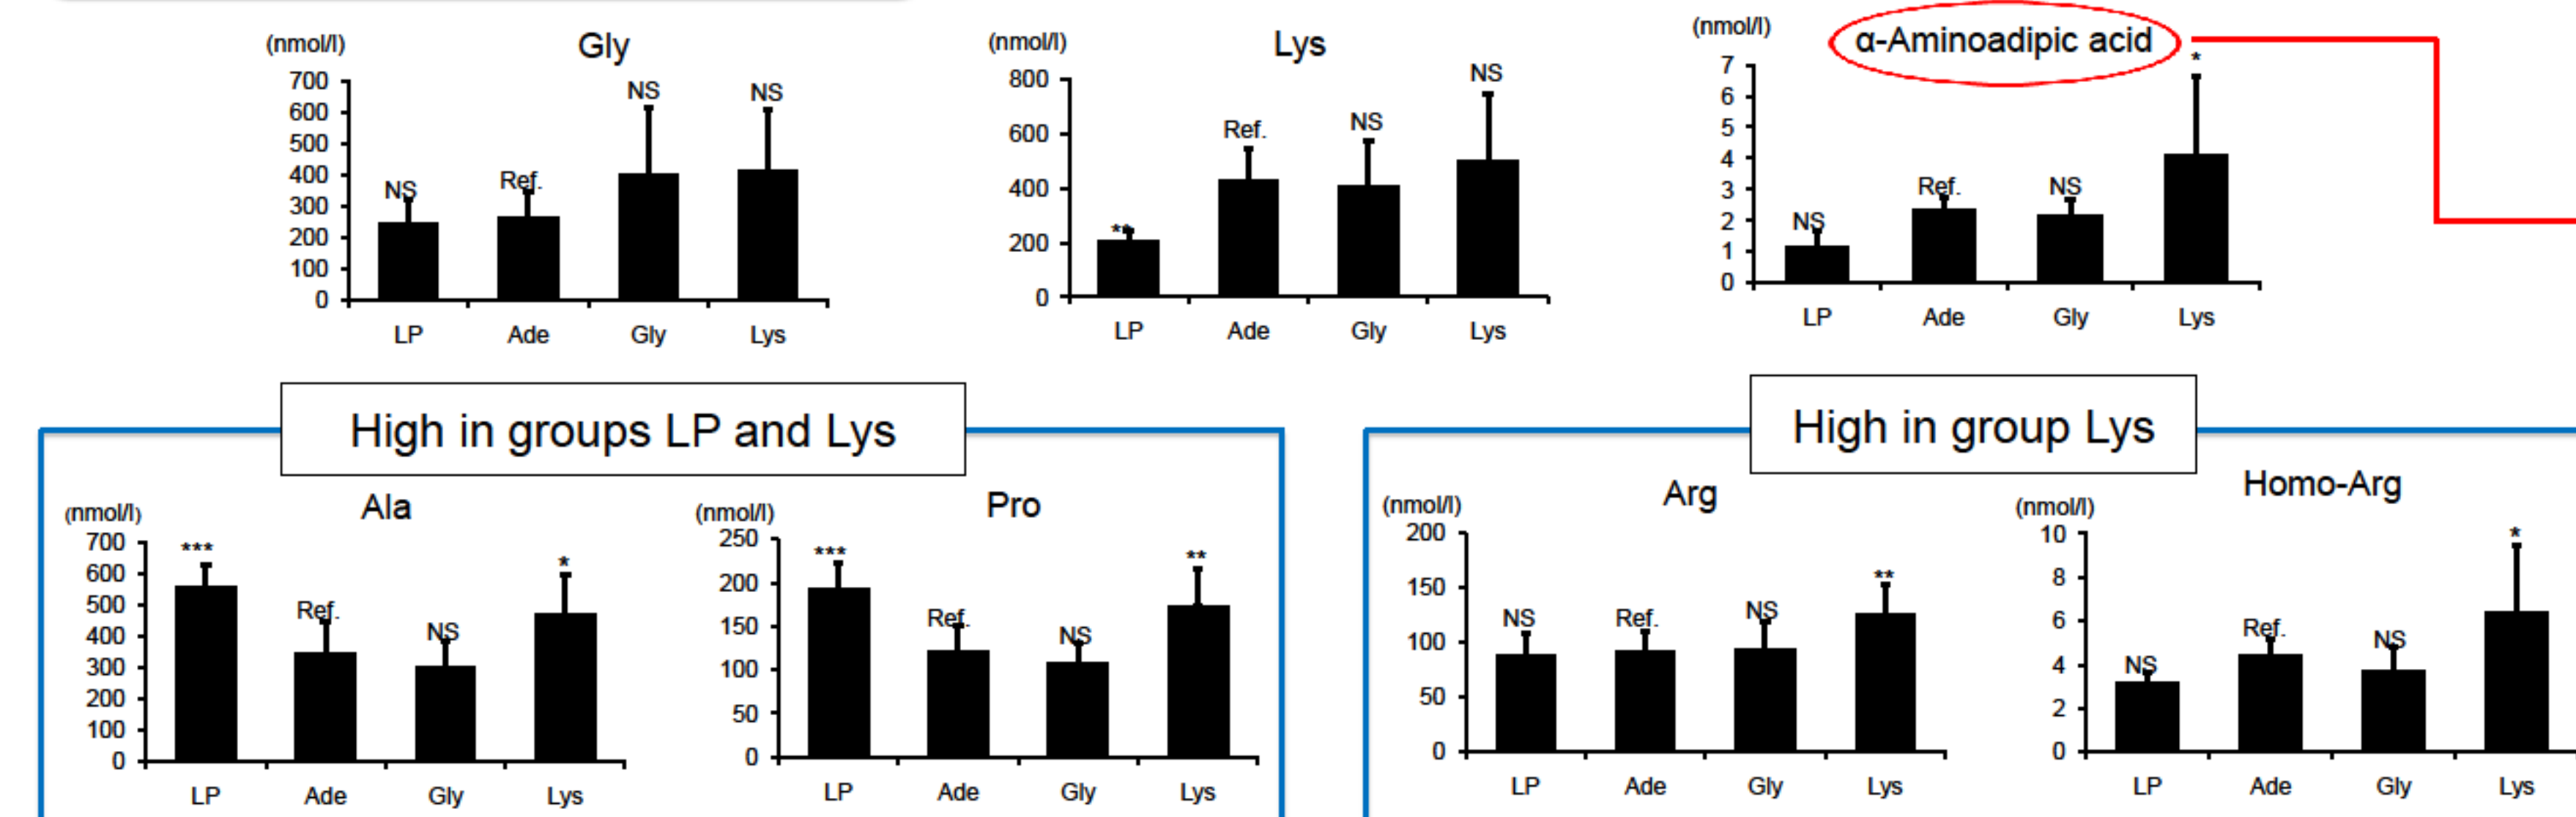 (nmol/l)
Gly
700
600
500
400
300
200
100
0
NS
Ref.
NS
NS
LP
Ade
Gly
Lys
(nmol/l)
Lys
800
600
400
200
0
**
Ref.
NS
NS
LP
Ade
Gly
Lys
(nmol/l)
α-Aminoadipic acid
7
6
5
4
3
2
1
0
NS
Ref.
NS
*
LP
Ade
Gly
Lys
High in groups LP and Lys
(nmol/l)
Ala
700
600
500
400
300
200
100
0
***
Ref.
NS
*
LP
Ade
Gly
Lys
(nmol/l)
Pro
250
200
150
100
50
0
***
Ref.
NS
**
LP
Ade
Gly
Lys
High in group Lys
(nmol/l)
Arg
200
150
100
50
0
NS
Ref.
NS
**
LP
Ade
Gly
Lys
(nmol/l)
Homo-Arg
10
8
6
4
2
0
NS
Ref.
NS
*
LP
Ade
Gly
Lys